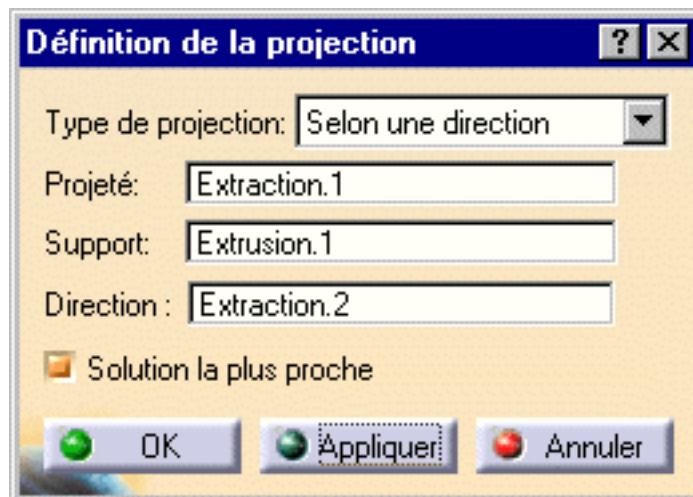 Définition de la projection
Type de projection: Selon une direction
Projeté: Extraction.1
Support: Extrusion.1
Direction : Extraction.2
Solution la plus proche
OK Appliquer Annuler